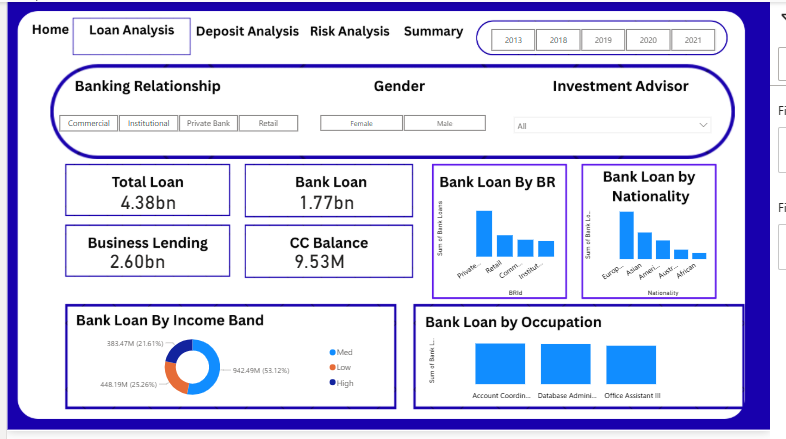 Home
Loan Analysis
Deposit Analysis
Risk Analysis
Summary
2013
2018
2019
2020
2021
Banking Relationship
Gender
Investment Advisor
Commercial
Institutional
Private Bank
Retail
Female
Male
All
Total Loan
4.38bn
Bank Loan
1.77bn
Business Lending
2.60bn
CC Balance
9.53M
Bank Loan By BR
Sum of Bank Loans
Private...
Retail
Comm...
Institut...
BRId
Bank Loan by
Nationality
Sum of Bank Lo...
Europ...
Asian
Ameri...
Austr...
African
Nationality
Bank Loan By Income Band
383.47M (21.61%)
448.19M (25.26%)
942.49M (53.12%)
Med
Low
High
Bank Loan by Occupation
Sum of Bank L...
Account Coordin...
Database Admini...
Office Assistant III
Fi
Fi